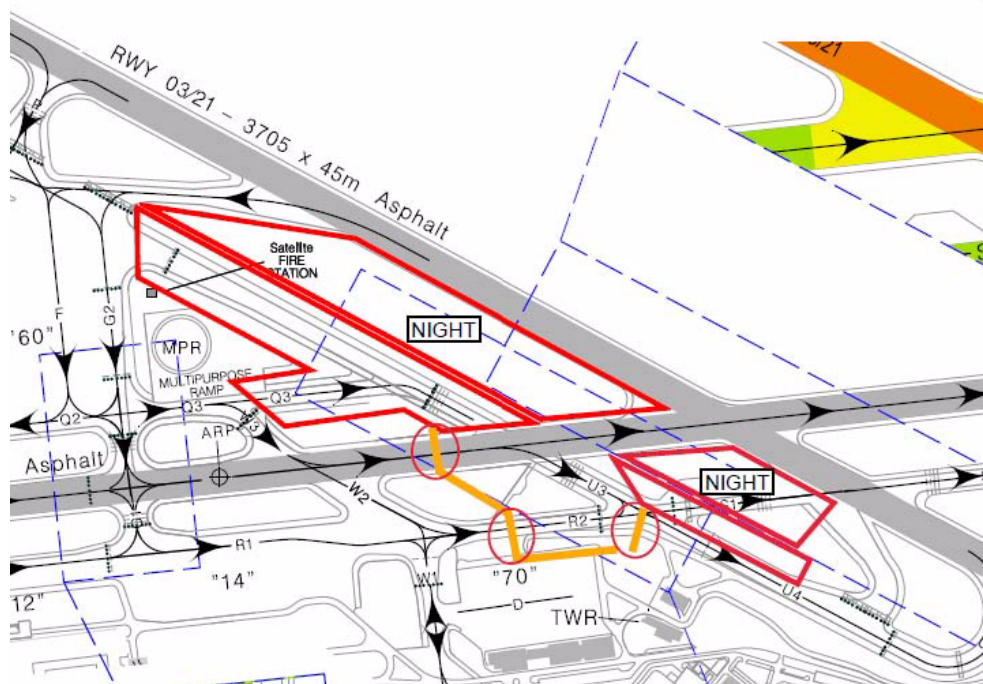 RWY 03/21 – 3705 x 45m Asphalt
Satellite
FIRE
STATION
NIGHT
F
G2
"60"
MPR
MULTIPURPOSE
RAMP
Q2
Q3
Q3
ARP
Asphalt
W2
U3
NIGHT
R2
R1
"14"
"70"
W1
D
TWR
U4
12"